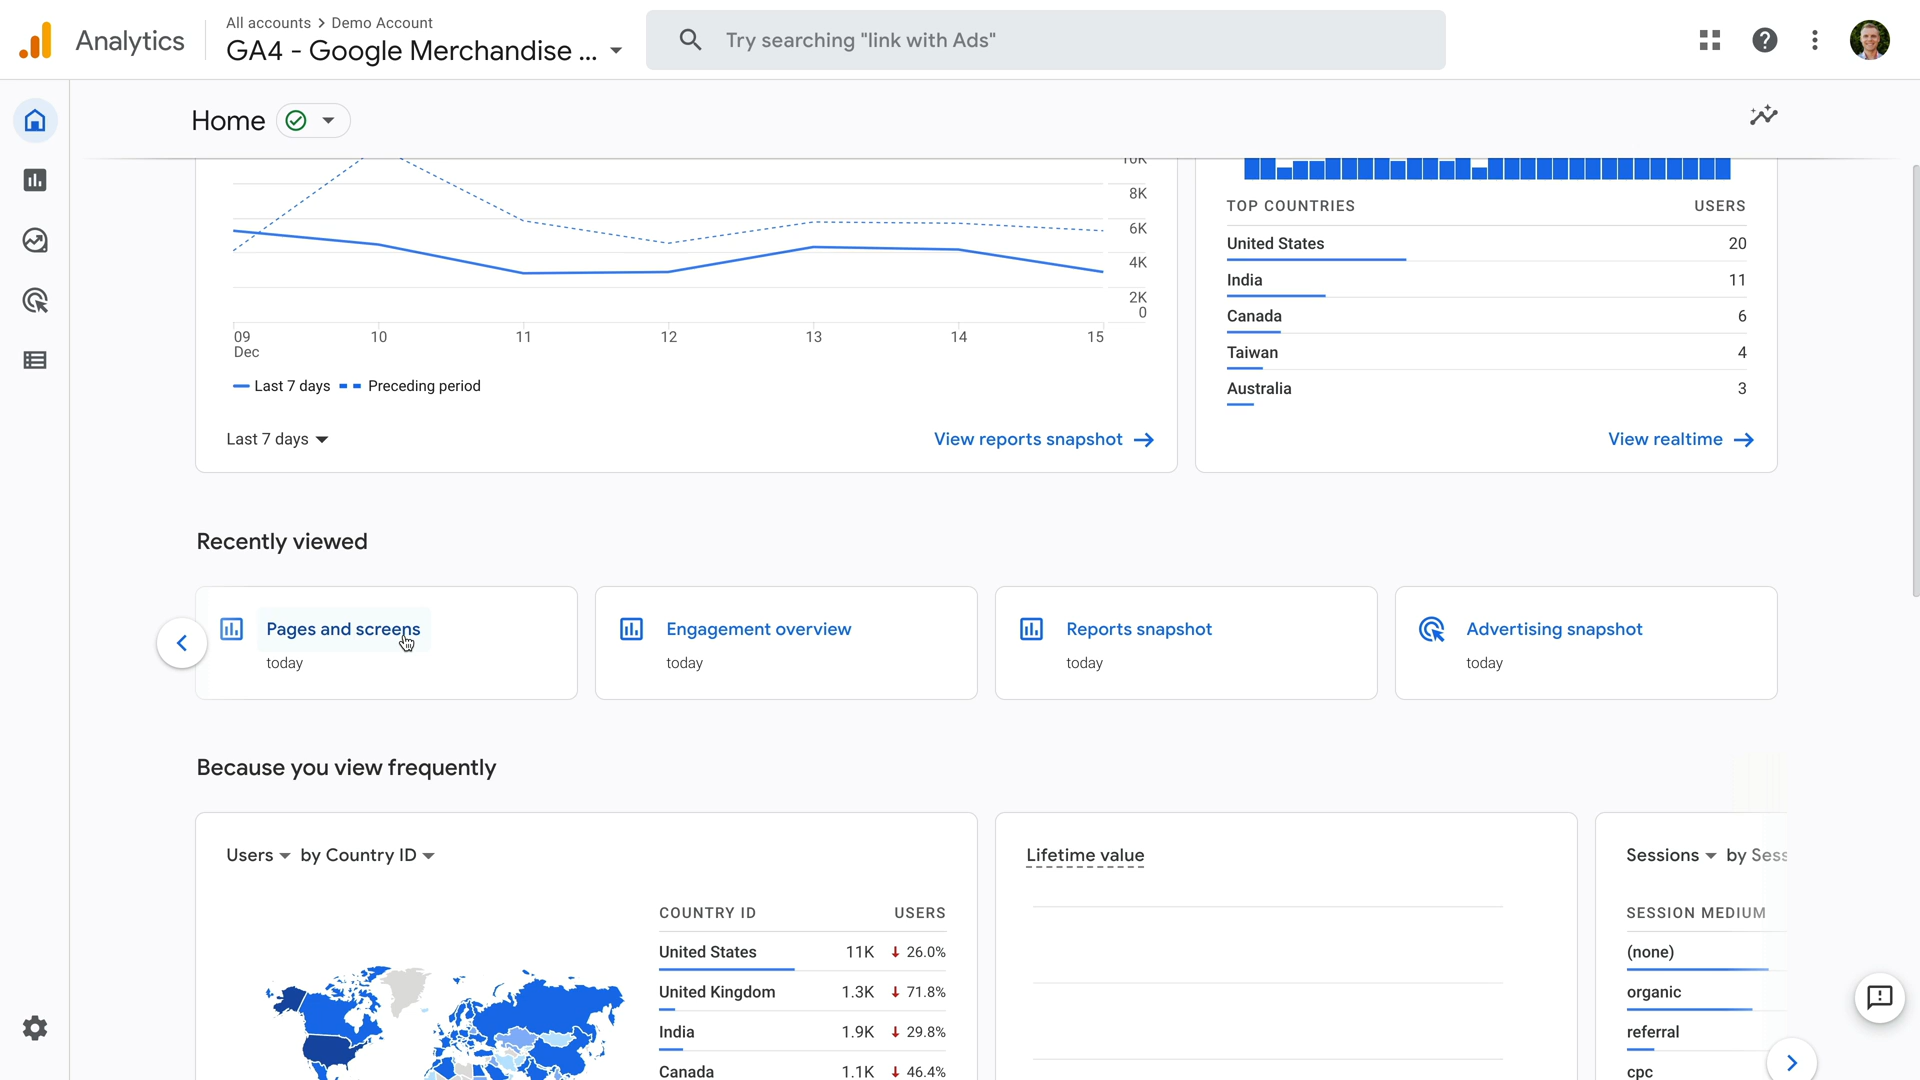 Analytics
All accounts > Demo Account
GA4 - Google Merchandise ...
Try searching "link with Ads"
Home
10K
8K
6K
4K
2K
0
09 10 11 12 13 14 15
Dec
Last 7 days Preceding period
Last 7 days
View reports snapshot
TOP COUNTRIES USERS
United States 20
India 11
Canada 6
Taiwan 4
Australia 3
View realtime
Recently viewed
Pages and screens
today
Engagement overview
today
Reports snapshot
today
Advertising snapshot
today
Because you view frequently
Users by Country ID
COUNTRY ID USERS
United States 11K 26.0%
United Kingdom 1.3K 71.8%
India 1.9K 29.8%
Canada 1.1K 46.4%
Lifetime value
Sessions by Sess
SESSION MEDIUM
(none)
organic
referral
cpc